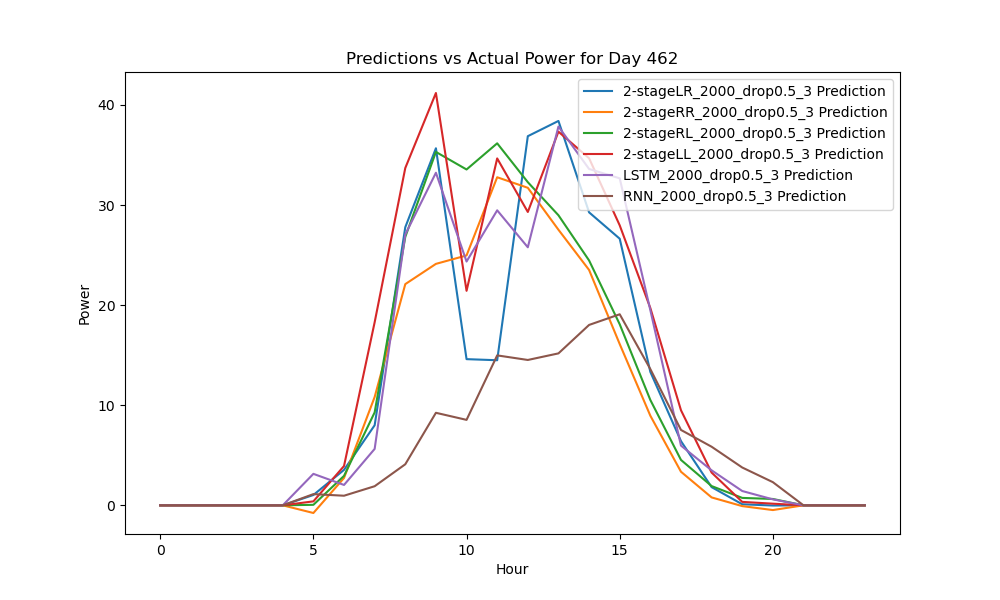 Predictions vs Actual Power for Day 462
2-stageLR_2000_drop0.5_3 Prediction
2-stageRR_2000_drop0.5_3 Prediction
2-stageRL_2000_drop0.5_3 Prediction
2-stageLL_2000_drop0.5_3 Prediction
LSTM_2000_drop0.5_3 Prediction
RNN_2000_drop0.5_3 Prediction
40
30
20
10
0
Power
0 5 10 15 20
Hour